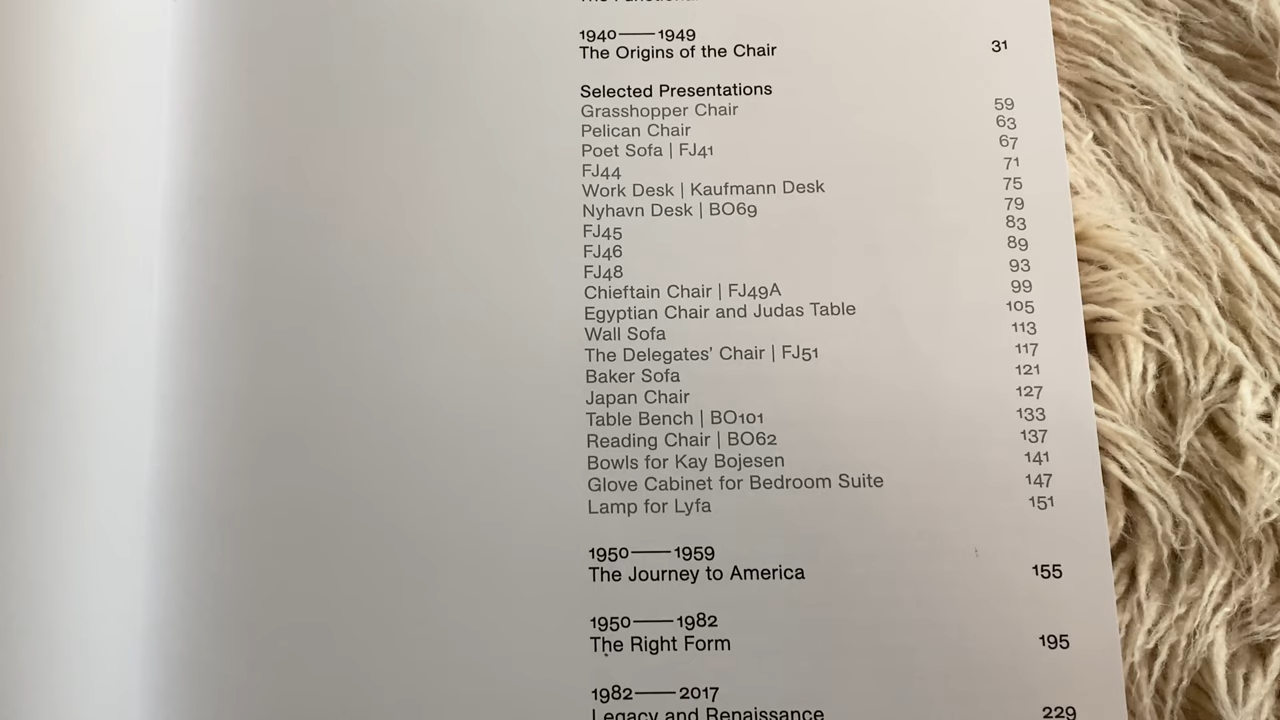 1940——1949
The Origins of the Chair 31
Selected Presentations
Grasshopper Chair 59
Pelican Chair 63
Poet Sofa | FJ41 67
FJ44 71
Work Desk | Kaufmann Desk 75
Nyhavn Desk | BO69 79
FJ45 83
FJ46 89
FJ48 93
Chieftain Chair | FJ49A 99
Egyptian Chair and Judas Table 105
Wall Sofa 113
The Delegates’ Chair | FJ51 117
Baker Sofa 121
Japan Chair 127
Table Bench | BO101 133
Reading Chair | BO62 137
Bowls for Kay Bojesen 141
Glove Cabinet for Bedroom Suite 147
Lamp for Lyfa 151
1950——1959
The Journey to America 155
1950——1982
The Right Form 195
1982——2017
Legacy and Renaissance 229